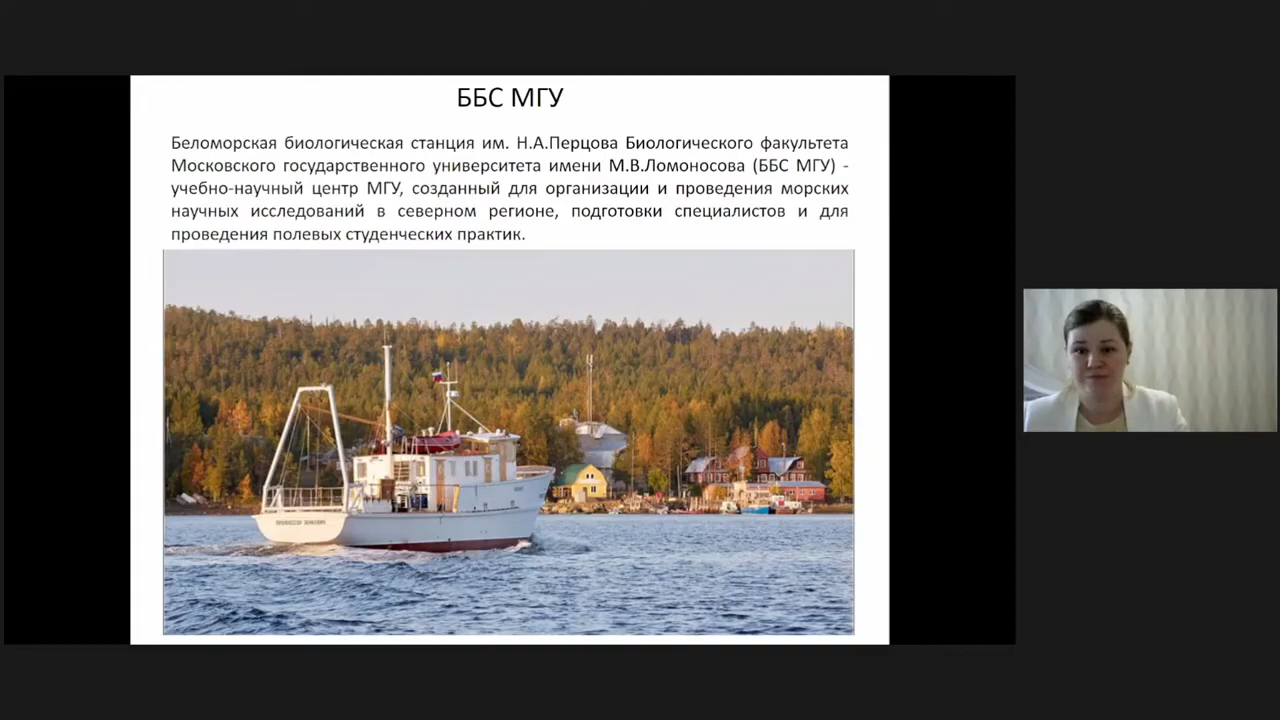 ББС МГУ
Беломорская биологическая станция им. Н.А.Перцова Биологического факультета
Московского государственного университета имени М.В.Ломоносова (ББС МГУ) -
учебно-научный центр МГУ, созданный для организации и проведения морских
научных исследований в северном регионе, подготовки специалистов и для
проведения полевых студенческих практик.